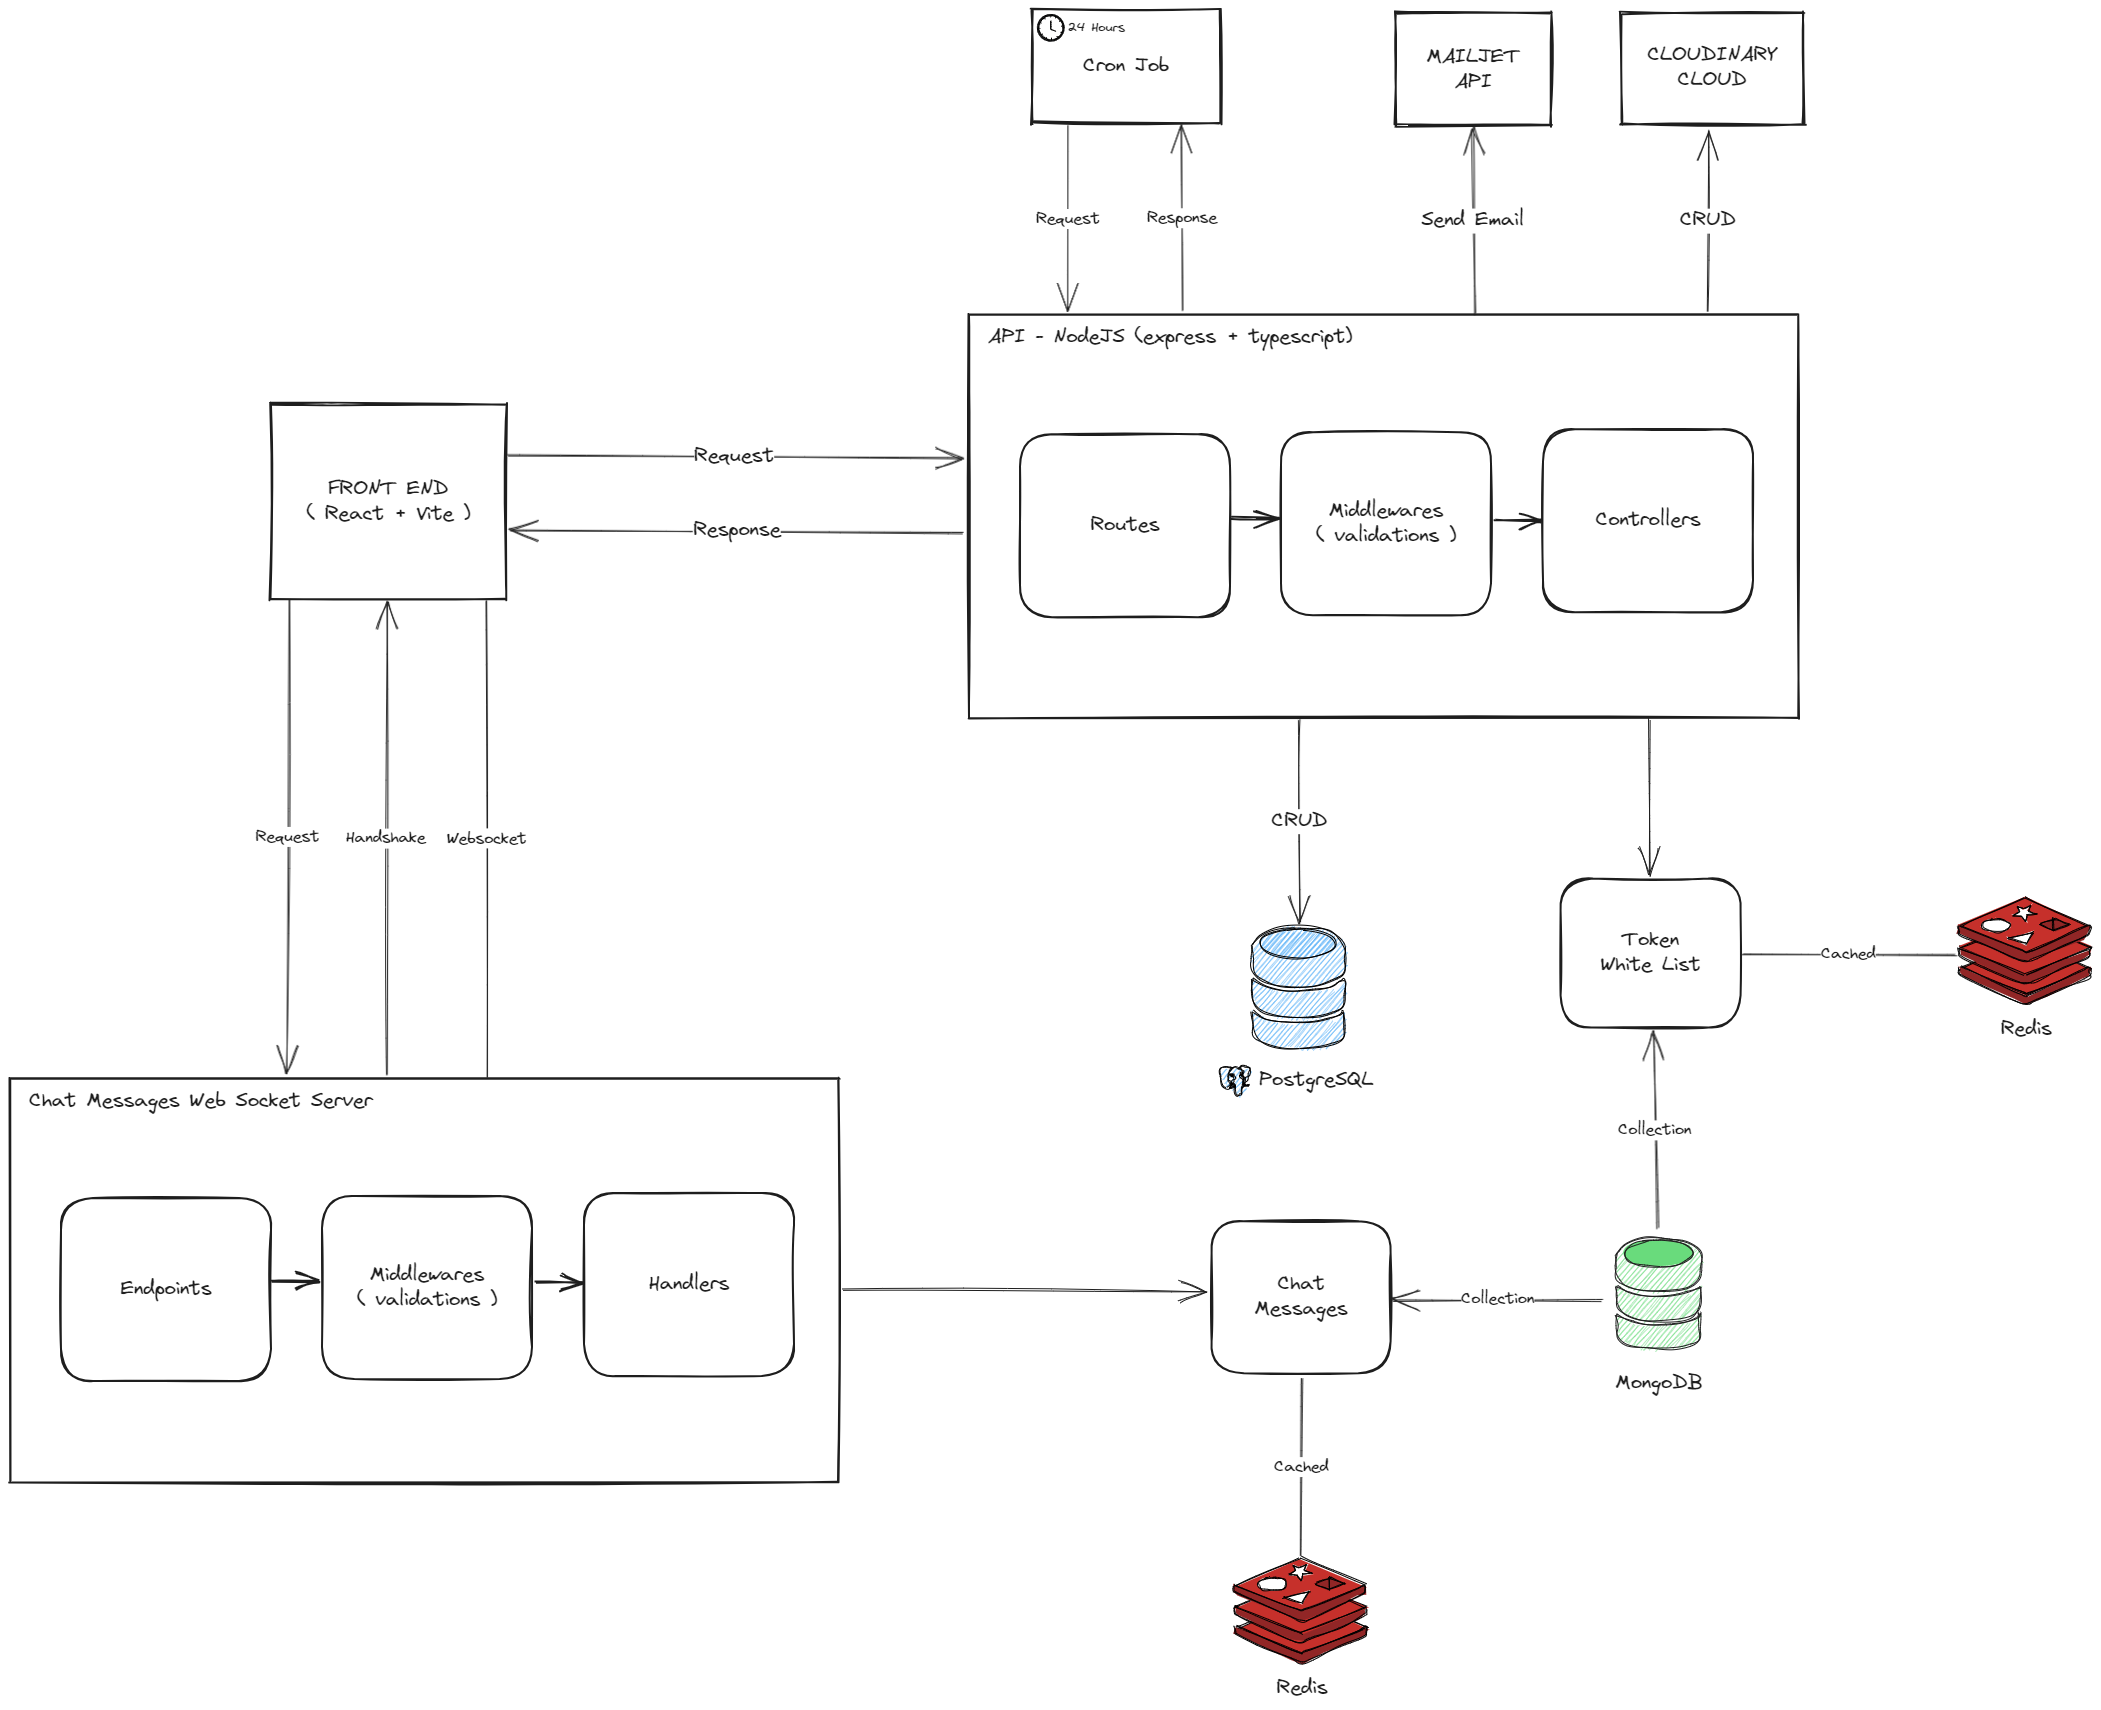 24 Hours
Cron Job
MAILJET
API
CLOUDINARY
CLOUD
Request
Response
Send Email
CRUD
API - NodeJS (express + typescript)
FRONT END
( React + Vite )
Request
Response
Routes
Middlewares
( validations )
Controllers
Request
Handshake
Websocket
CRUD
PostgreSQL
Token
White List
Cached
Redis
Collection
Chat Messages Web Socket Server
Endpoints
Middlewares
( validations )
Handlers
Chat
Messages
Collection
MongoDB
Cached
Redis